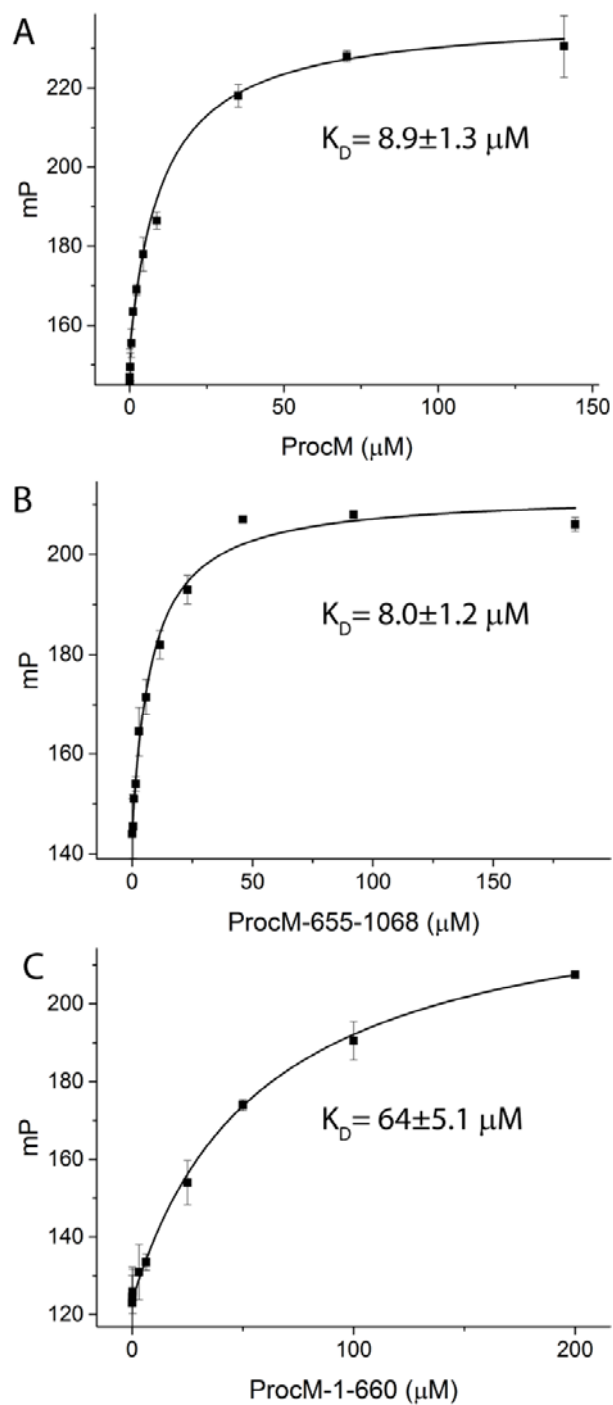 A
220
200
180
160
mP
K_D= 8.9±1.3 µM
0
50
100
150
ProcM (µM)
B
200
180
160
140
mP
K_D= 8.0±1.2 µM
0
50
100
150
ProcM-655-1068 (µM)
C
200
180
160
140
120
mP
K_D= 64±5.1 µM
0
100
200
ProcM-1-660 (µM)